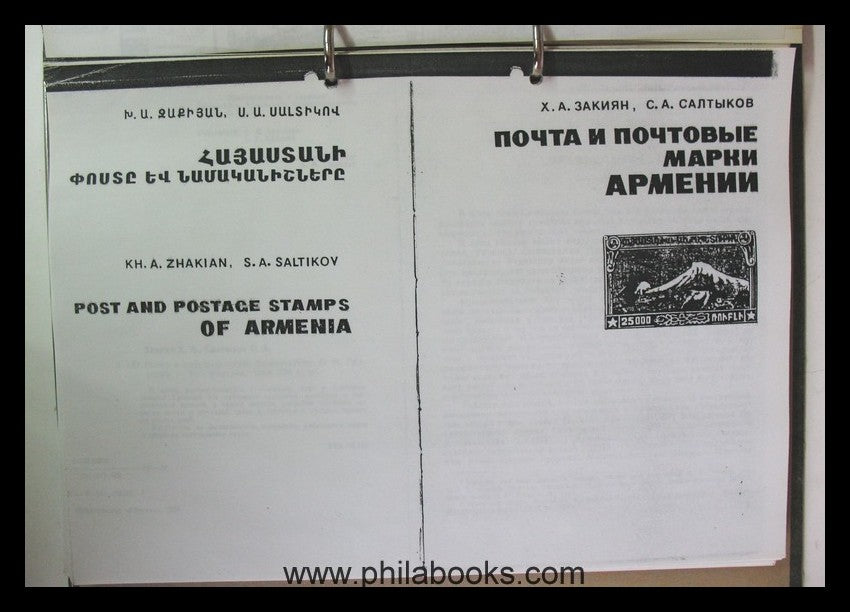 Խ. Ա. ԶԱՔԻՅԱՆ, Ս. Ա. ՍԱԼՏԻԿՈՎ
ՀԱՅԱՍՏԱՆԻ
ՓՈՍՏԸ ԵՎ ՆԱՄԱԿԱՆԻՇՆԵՐԸ
KH. A. ZHAKIAN, S. A. SALTIKOV
POST AND POSTAGE STAMPS
OF ARMENIA
Х. А. ЗАКИЯН, С. А. САЛТЫКОВ
ПОЧТА И ПОЧТОВЫЕ
МАРКИ
АРМЕНИИ
25000 ՌՈՒԲԼԻ
www.philabooks.com